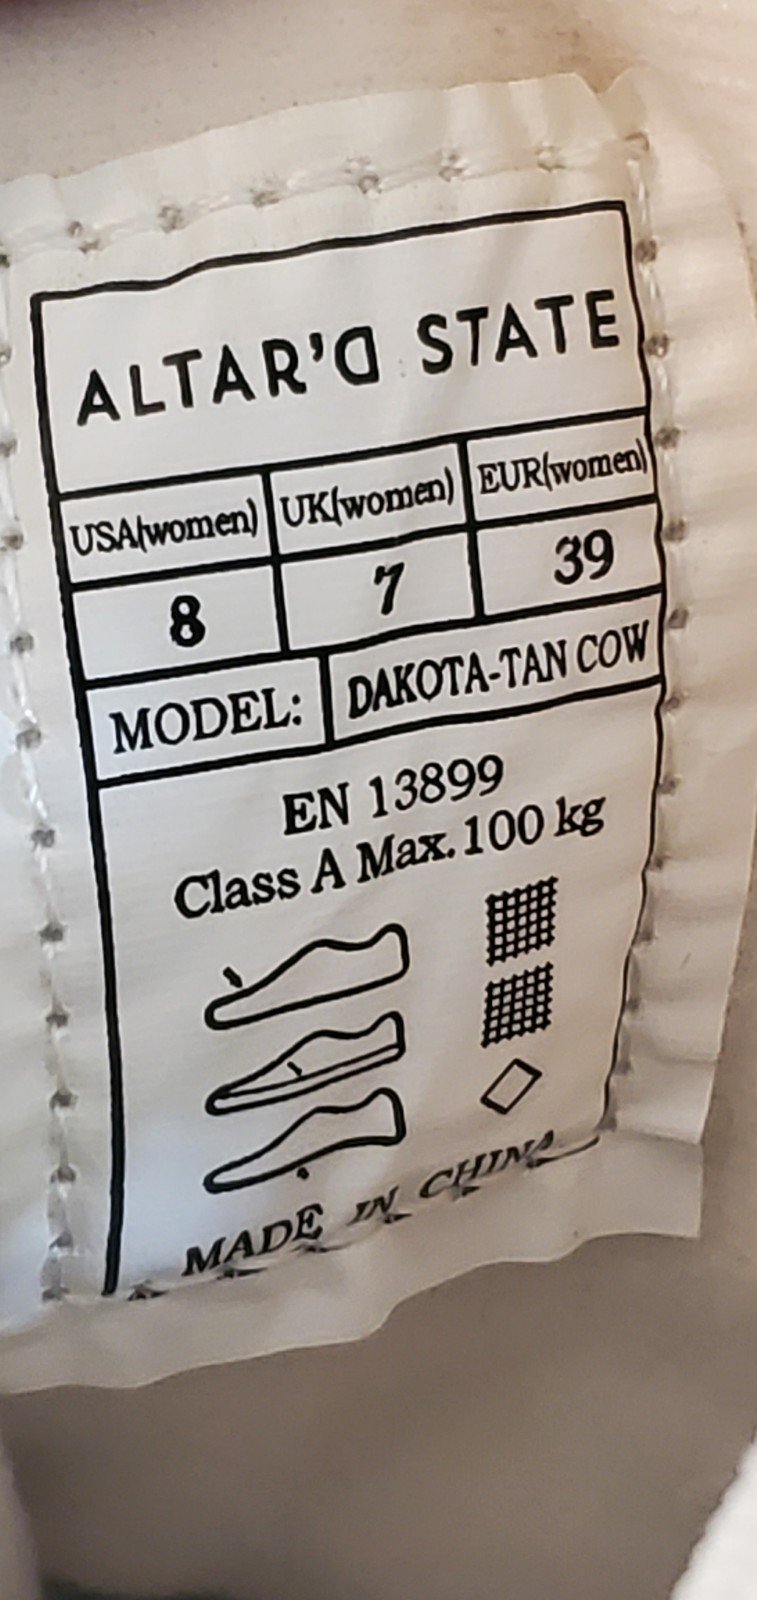 ALTAR'D STATE
USA(women) UK(women) EUR(women)
8 7 39
MODEL: DAKOTA-TAN COW
EN 13899
Class A Max. 100 kg
MADE IN CHINA